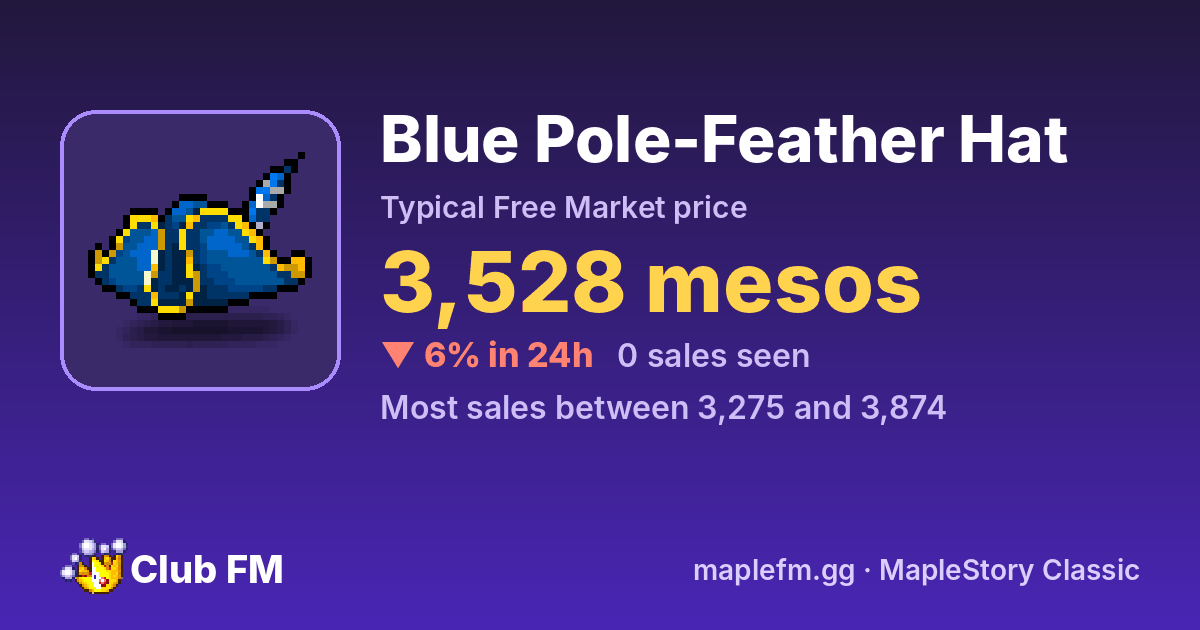 Blue Pole-Feather Hat
Typical Free Market price
3,528 mesos
▼ 6% in 24h 0 sales seen
Most sales between 3,275 and 3,874
Club FM
maplefm.gg · MapleStory Classic